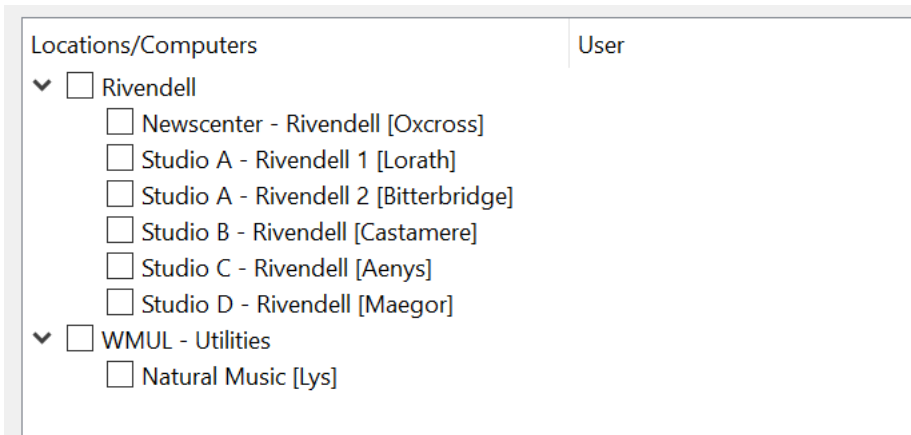 Locations/Computers User
Rivendell
Newscenter - Rivendell [Oxcross]
Studio A - Rivendell 1 [Lorath]
Studio A - Rivendell 2 [Bitterbridge]
Studio B - Rivendell [Castamere]
Studio C - Rivendell [Aenys]
Studio D - Rivendell [Maegor]
WMUL - Utilities
Natural Music [Lys]